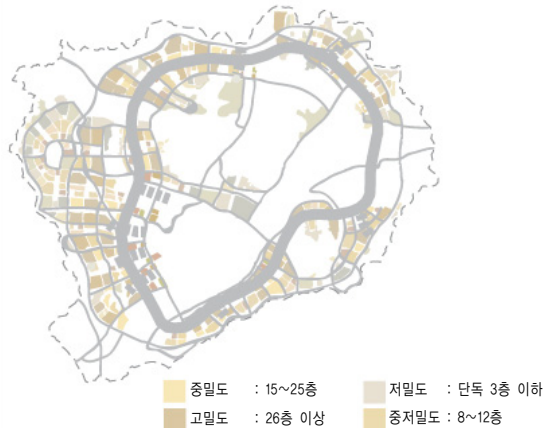 중밀도 : 15~25층 저밀도 : 단독 3층 이하
고밀도 : 26층 이상 중저밀도 : 8~12층